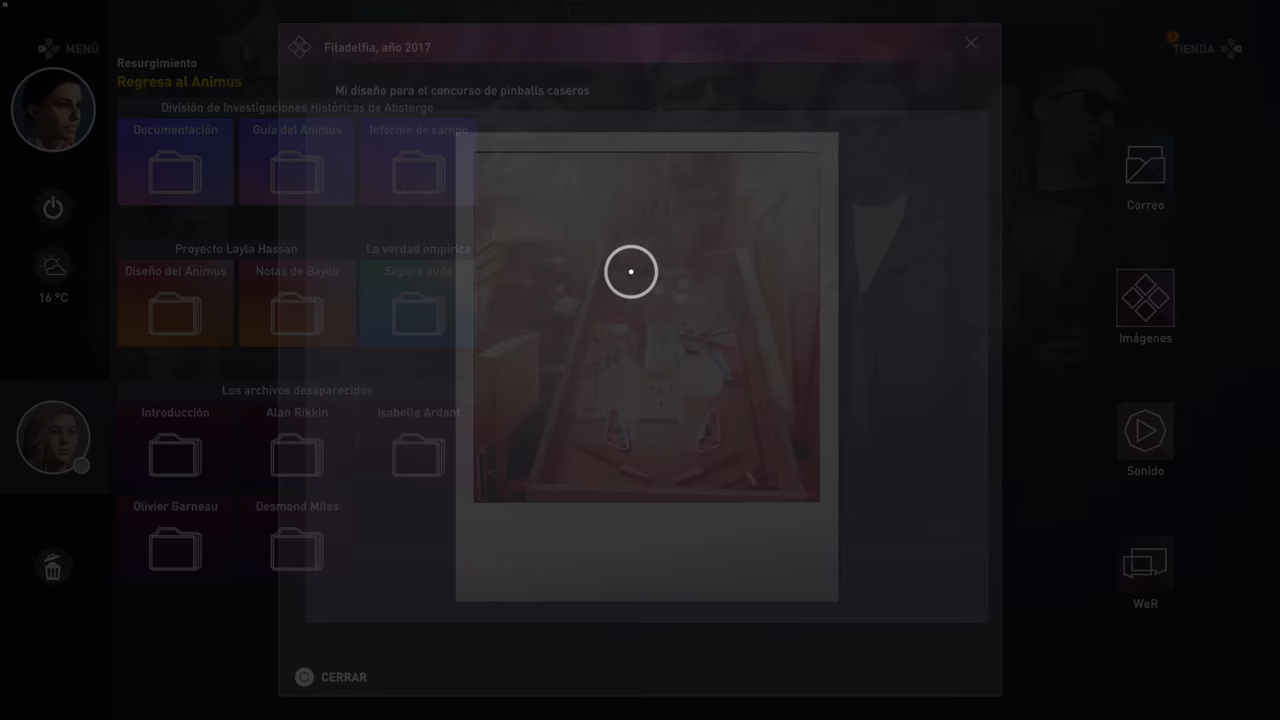 MENÚ
Resurgimiento
Regresa al Animus
División de Investigaciones Históricas de Abstergo
Documentación
Guía del Animus
Informe de campo
Proyecto Layla Hassan
La verdad empírica
Diseño del Animus
Notas de Bayek
Sapere aude
16 °C
Los archivos desaparecidos
Introducción
Alan Rikkin
Isabelle Ardant
Olivier Garneau
Desmond Miles
Filadelfia, año 2017
Mi diseño para el concurso de pinballs caseros
CERRAR
TIENDA
Correo
Imágenes
Sonido
WeR